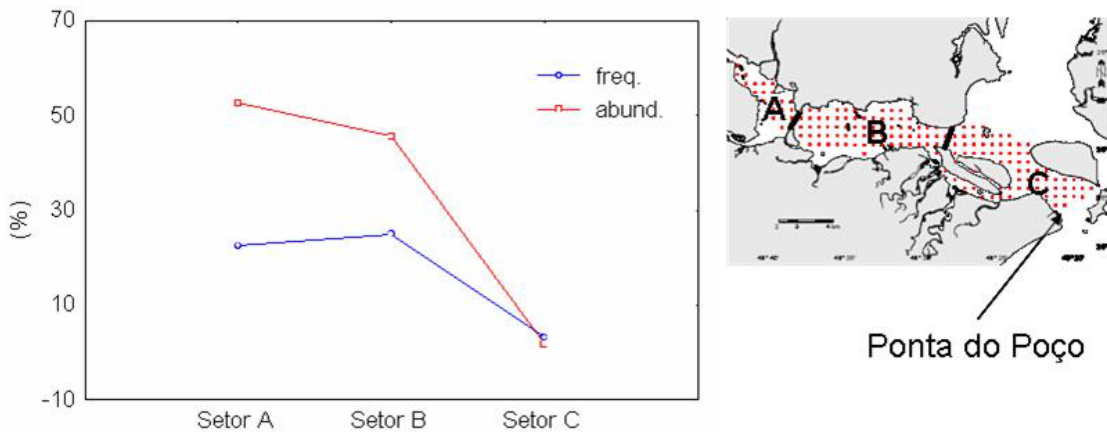 70
50
30
10
-10
(%)
freq.
abund.
Setor A
Setor B
Setor C
A
B
C
Ponta do Poço